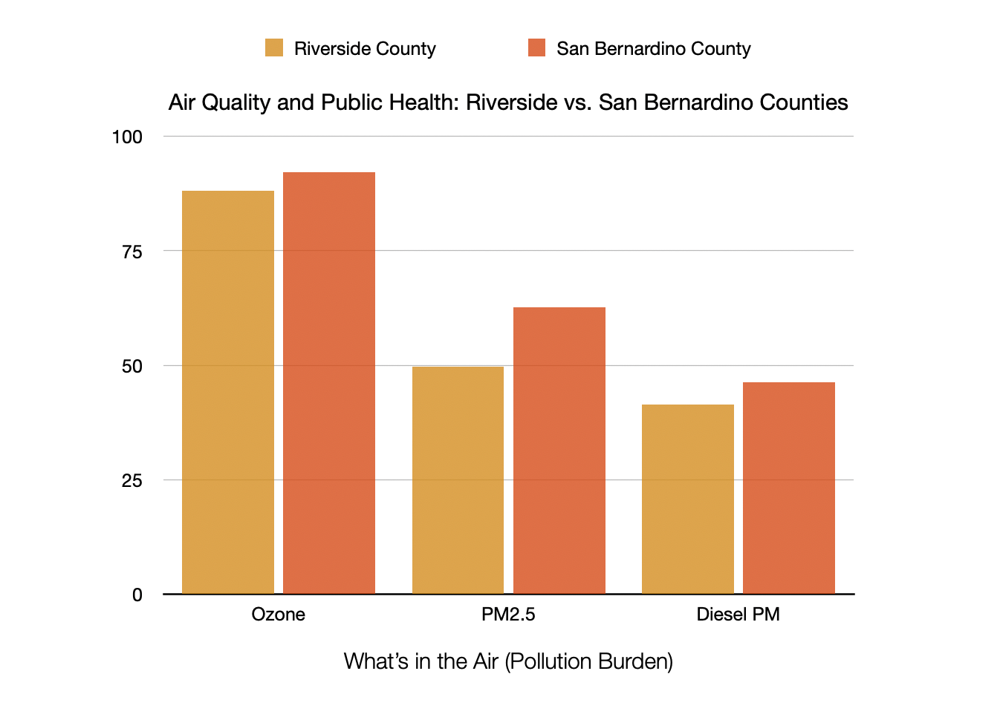 Riverside County
San Bernardino County
Air Quality and Public Health: Riverside vs. San Bernardino Counties
100
75
50
25
0
Ozone
PM2.5
Diesel PM
What’s in the Air (Pollution Burden)